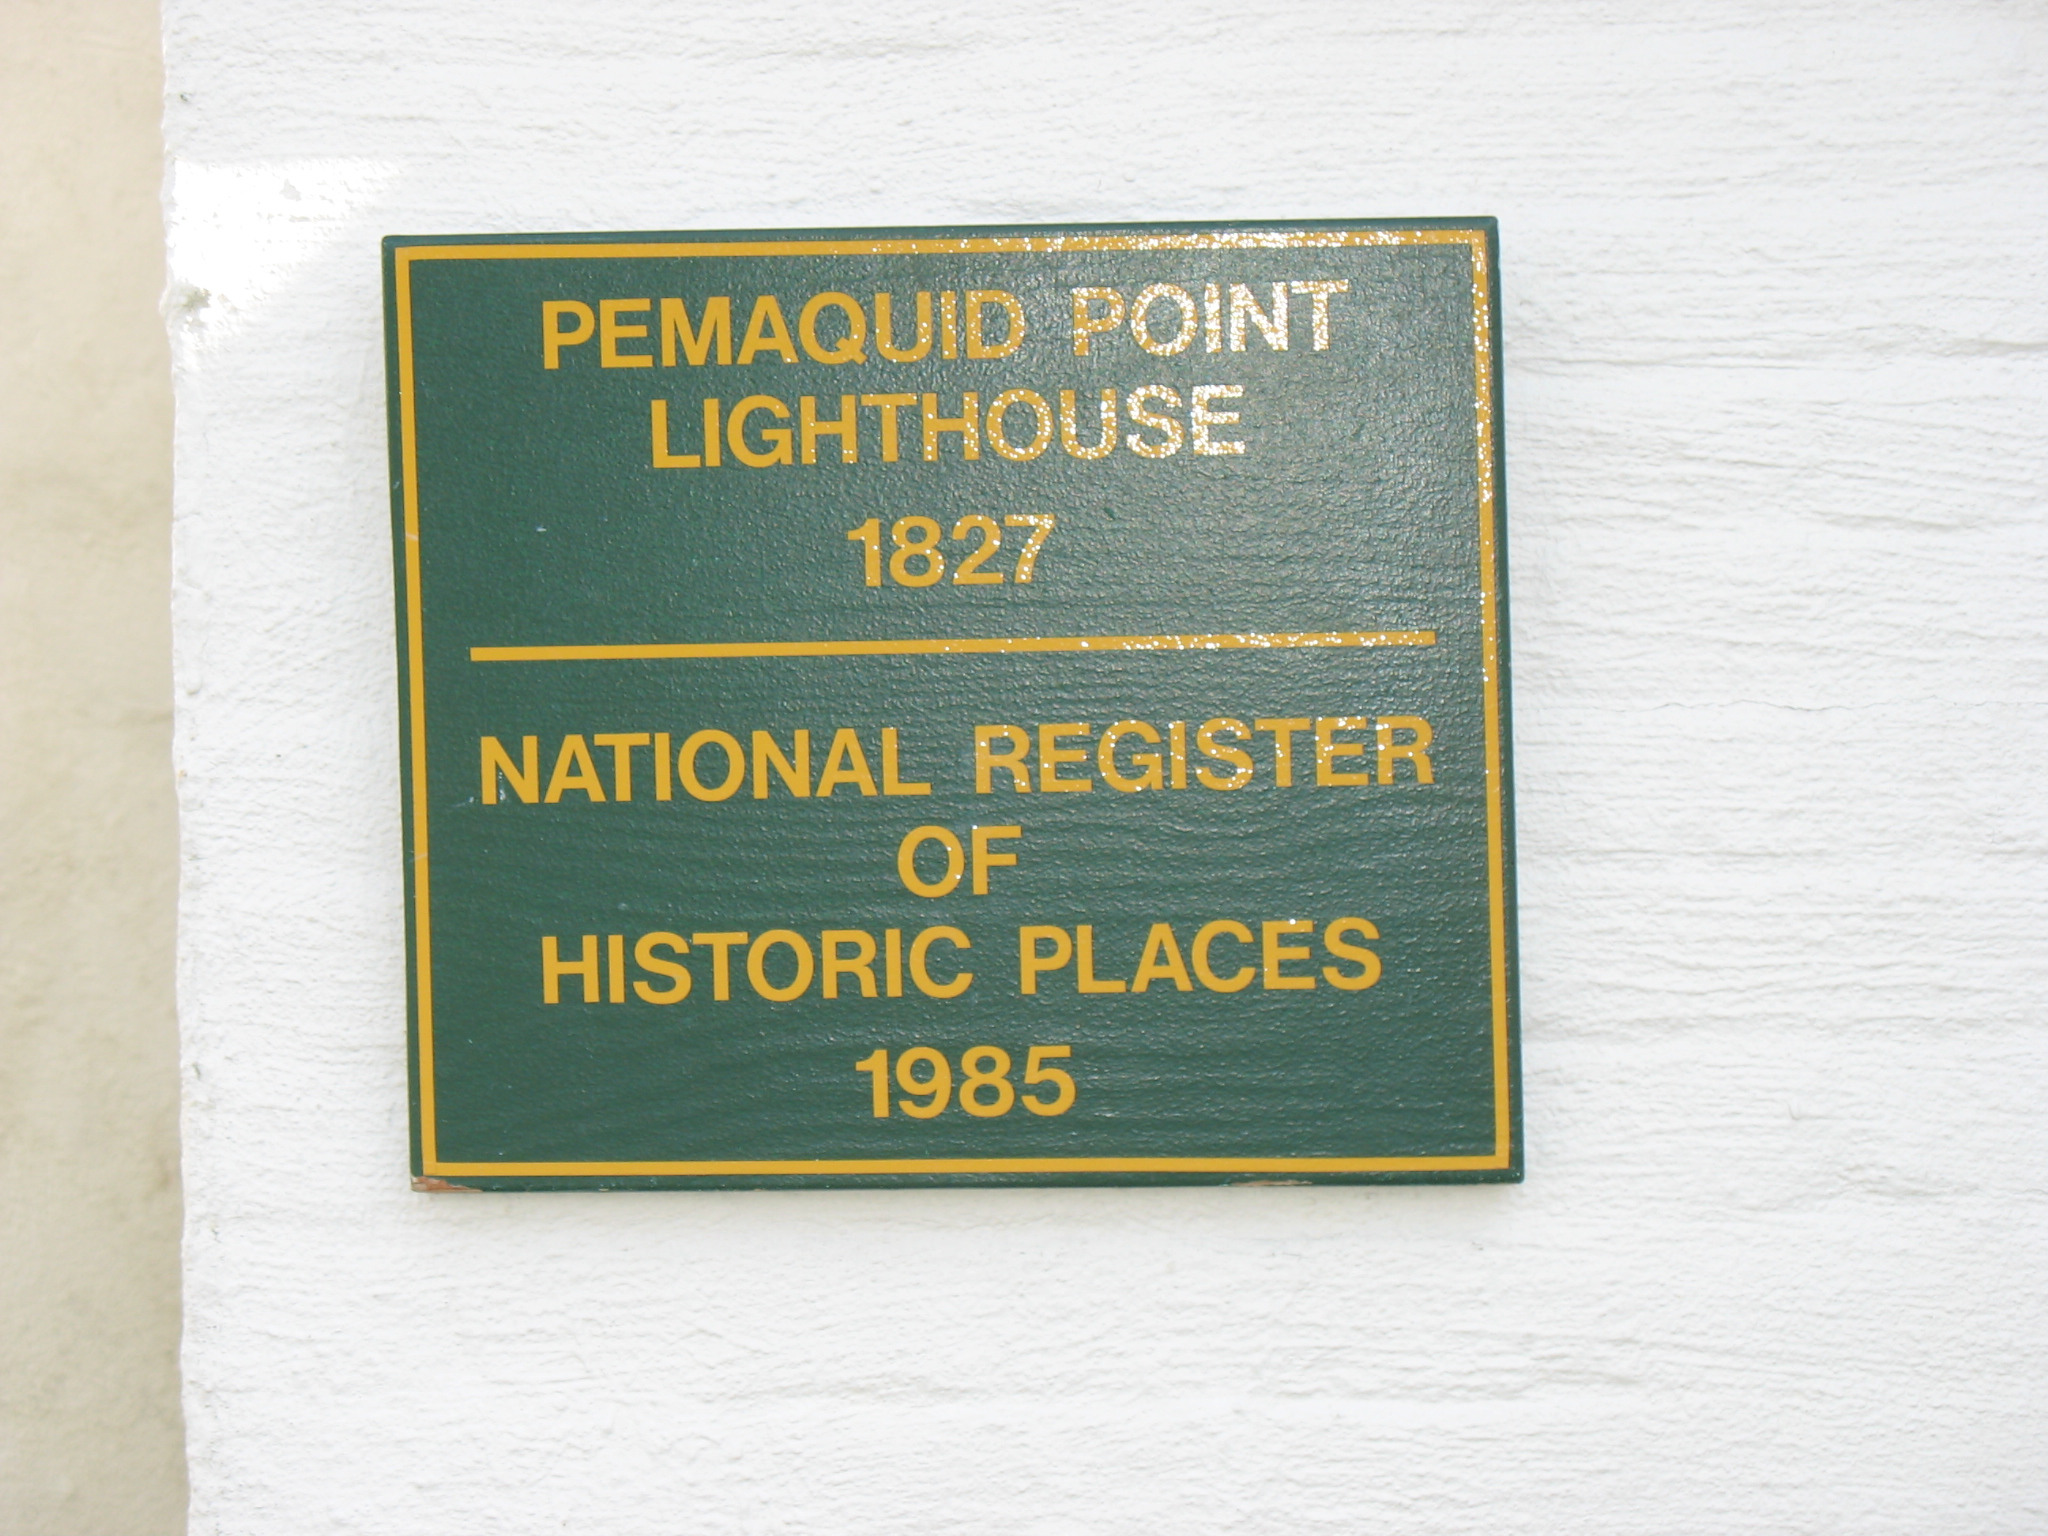 PEMAQUID POINT
LIGHTHOUSE
1827
NATIONAL REGISTER
OF
HISTORIC PLACES
1985